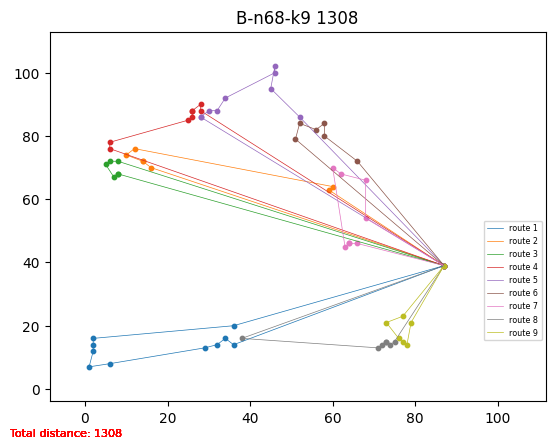 B-n68-k9 1308
100
80
60
40
20
0
0 20 40 60 80 100
route 1
route 2
route 3
route 4
route 5
route 6
route 7
route 8
route 9
Total distance: 1308